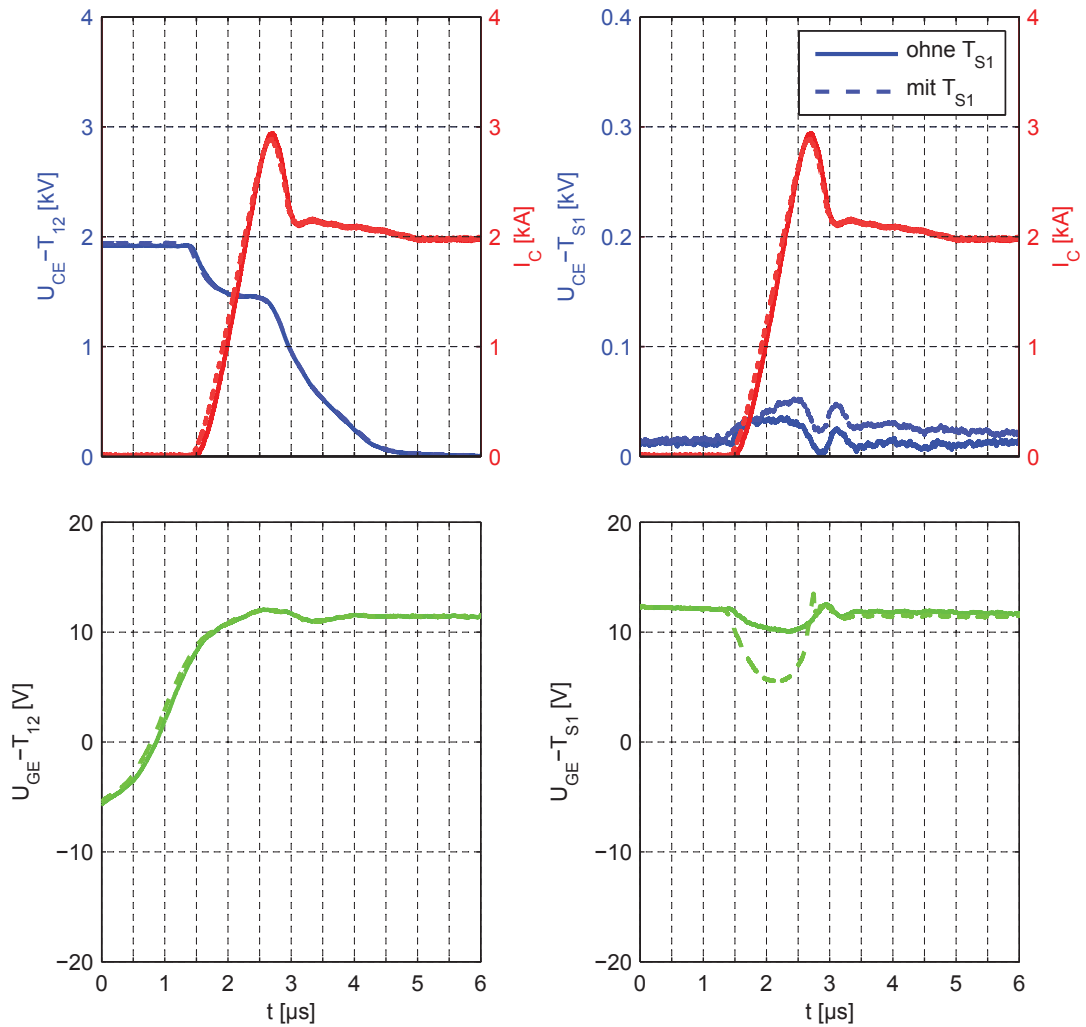 4
3
2
1
0
U_CE−T_12 [kV]
4
3
2
1
0
I_C [kA]
0.4
0.3
0.2
0.1
0
U_CE−T_S1 [kV]
4
3
2
1
0
I_C [kA]
ohne T_S1
mit T_S1
20
10
0
−10
−20
U_GE−T_12 [V]
0 1 2 3 4 5 6
t [µs]
20
10
0
−10
−20
U_GE−T_S1 [V]
0 1 2 3 4 5 6
t [µs]